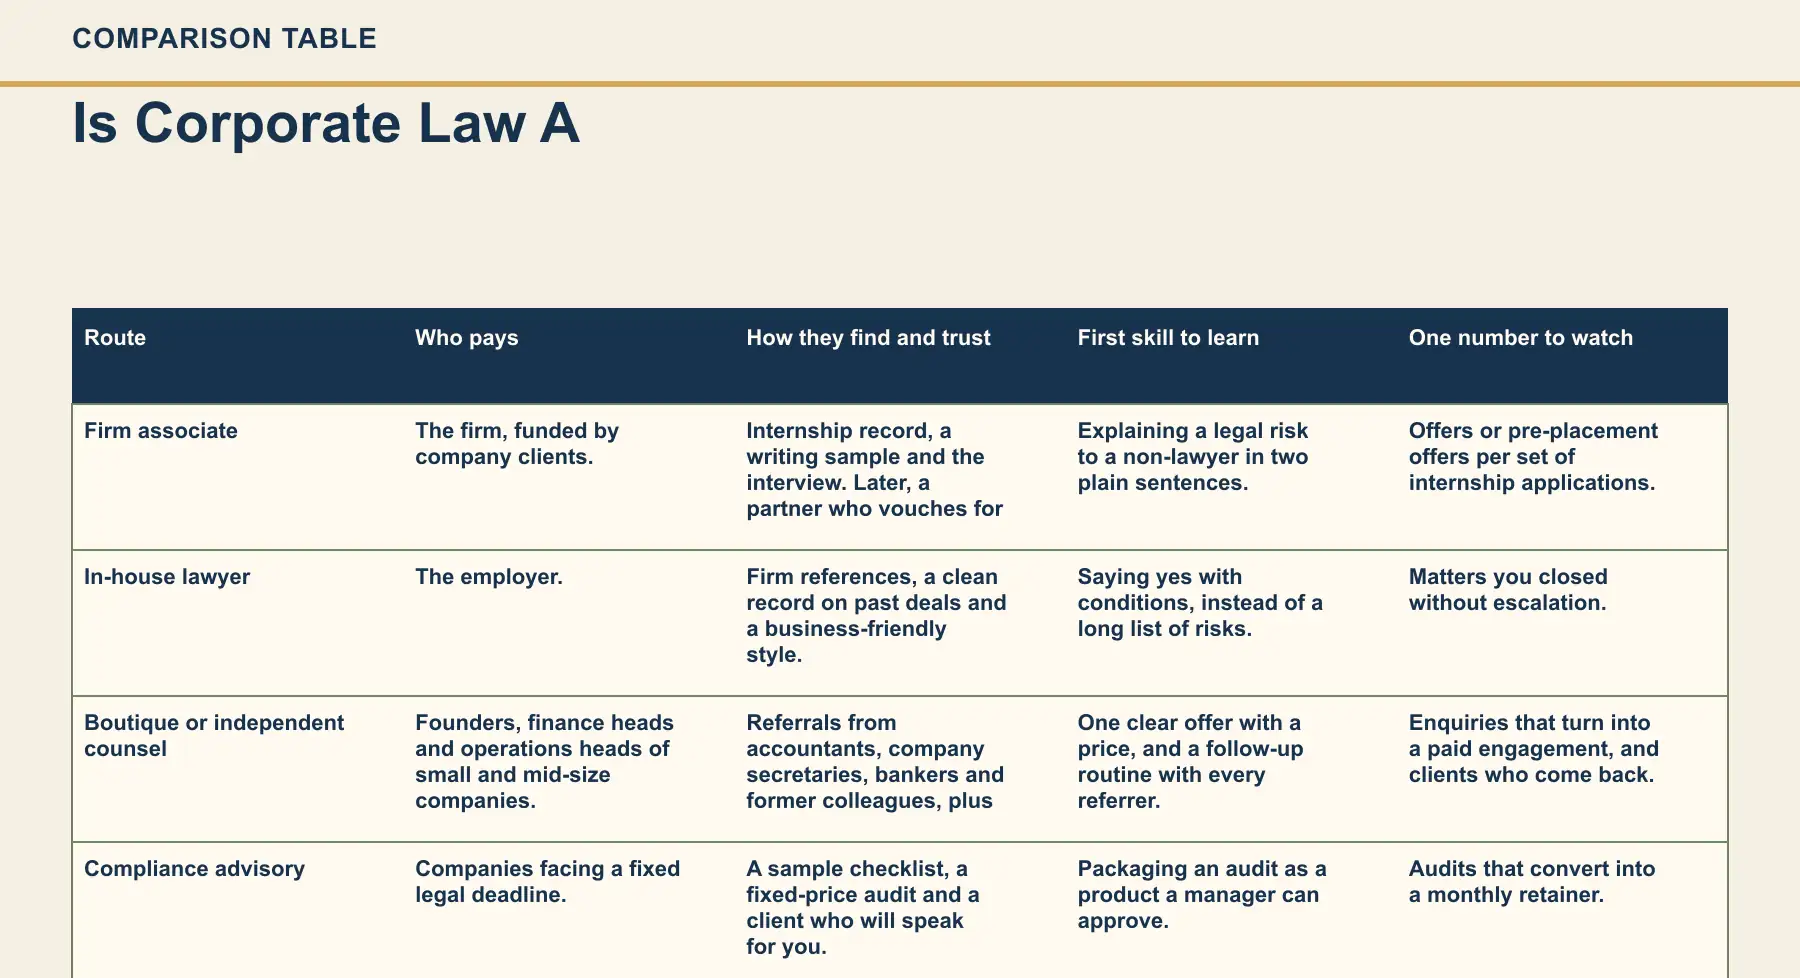 COMPARISON TABLE
Is Corporate Law A
Route
Who pays
How they find and trust
First skill to learn
One number to watch
Firm associate
The firm, funded by
company clients.
Internship record, a
writing sample and the
interview. Later, a
partner who vouches for
Explaining a legal risk
to a non-lawyer in two
plain sentences.
Offers or pre-placement
offers per set of
internship applications.
In-house lawyer
The employer.
Firm references, a clean
record on past deals and
a business-friendly
style.
Saying yes with
conditions, instead of a
long list of risks.
Matters you closed
without escalation.
Boutique or independent
counsel
Founders, finance heads
and operations heads of
small and mid-size
companies.
Referrals from
accountants, company
secretaries, bankers and
former colleagues, plus
One clear offer with a
price, and a follow-up
routine with every
referrer.
Enquiries that turn into
a paid engagement, and
clients who come back.
Compliance advisory
Companies facing a fixed
legal deadline.
A sample checklist, a
fixed-price audit and a
client who will speak
for you.
Packaging an audit as a
product a manager can
approve.
Audits that convert into
a monthly retainer.